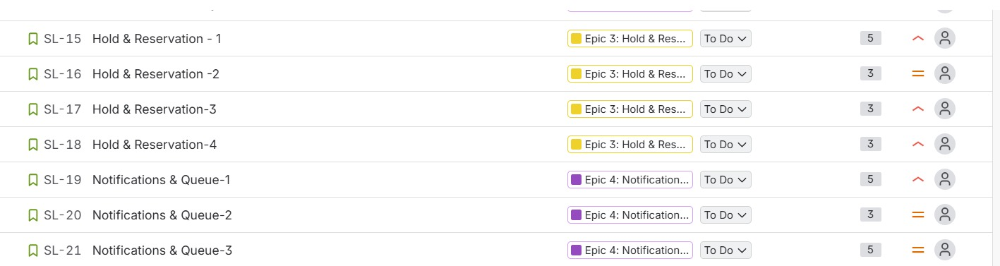 SL-15 Hold & Reservation - 1 Epic 3: Hold & Res... To Do 5
SL-16 Hold & Reservation -2 Epic 3: Hold & Res... To Do 3
SL-17 Hold & Reservation-3 Epic 3: Hold & Res... To Do 3
SL-18 Hold & Reservation-4 Epic 3: Hold & Res... To Do 3
SL-19 Notifications & Queue-1 Epic 4: Notification... To Do 5
SL-20 Notifications & Queue-2 Epic 4: Notification... To Do 3
SL-21 Notifications & Queue-3 Epic 4: Notification... To Do 5